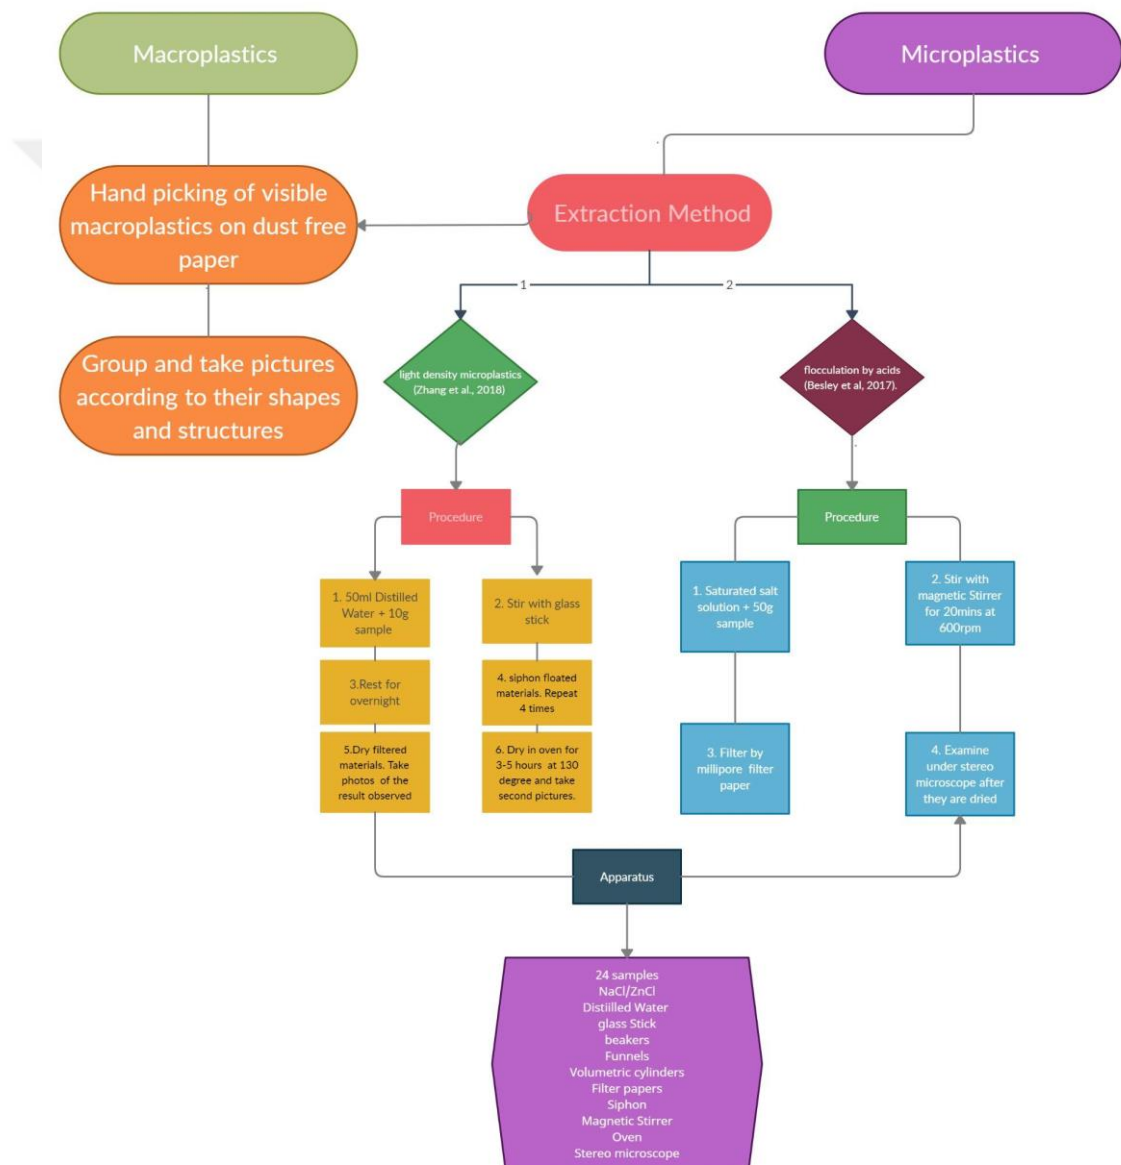 Macroplastics
Microplastics
Hand picking of visible
macroplastics on dust free
paper
Extraction Method
1
2
Group and take pictures
according to their shapes
and structures
light density microplastics
(Zhang et al., 2018)
flocculation by acids
(Besley et al, 2017).
Procedure
Procedure
1. 50ml Distilled
Water + 10g
sample
2. Stir with glass
stick
3.Rest for
overnight
4. siphon floated
materials. Repeat
4 times
5.Dry filtered
materials. Take
photos of the
result observed
6. Dry in oven for
3-5 hours at 130
degree and take
second pictures.
1. Saturated salt
solution + 50g
sample
2. Stir with
magnetic Stirrer
for 20mins at
600rpm
3. Filter by
millipore filter
paper
4. Examine
under stereo
microscope after
they are dried
Apparatus
24 samples
NaCl/ZnCl
Distiilled Water
glass Stick
beakers
Funnels
Volumetric cylinders
Filter papers
Siphon
Magnetic Stirrer
Oven
Stereo microscope